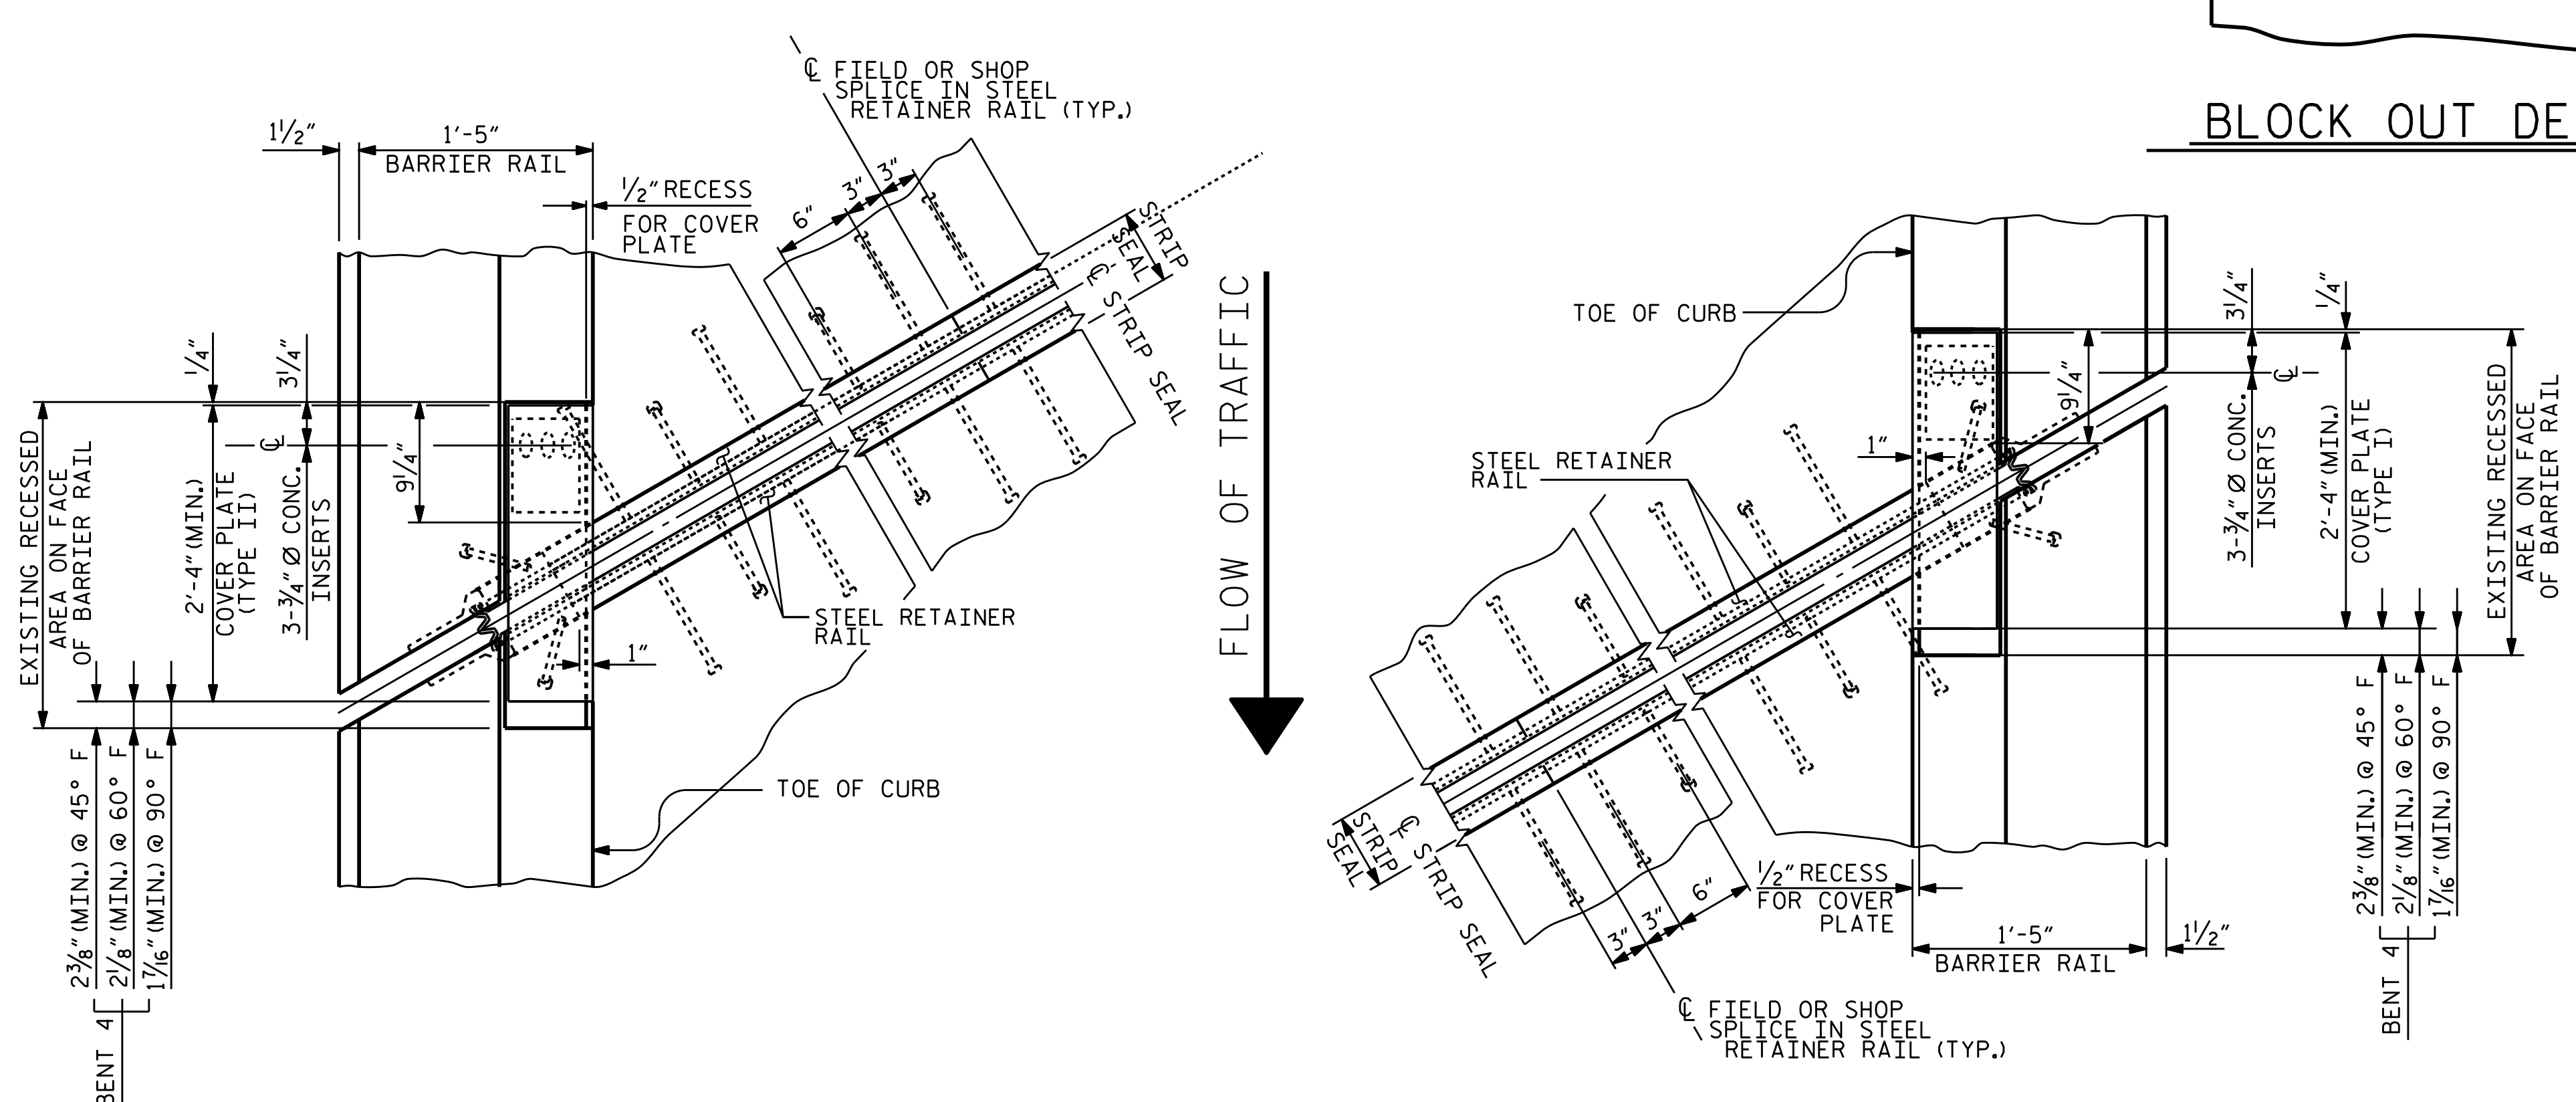 ℄ FIELD OR SHOP
SPLICE IN STEEL
RETAINER RAIL (TYP.)
1½"
1'-5"
BARRIER RAIL
½" RECESS
FOR COVER
PLATE
6"
3"
3"
STRIP
SEAL
℄ STRIP SEAL
¼"
3¼"
9¼"
℄
EXISTING RECESSED
AREA ON FACE
OF BARRIER RAIL
2'-4" (MIN.)
COVER PLATE
(TYPE II)
3-¾" Ø CONC.
INSERTS
1"
STEEL RETAINER
RAIL
TOE OF CURB
2⅜" (MIN.) @ 45° F
2⅛" (MIN.) @ 60° F
1 7/16" (MIN.) @ 90° F
BENT 4
FLOW OF TRAFFIC
BLOCK OUT DE
TOE OF CURB
STEEL RETAINER
RAIL
1"
9¼"
3¼"
¼"
℄
3-¾" Ø CONC.
INSERTS
2'-4" (MIN.)
COVER PLATE
(TYPE I)
EXISTING RECESSED
AREA ON FACE
OF BARRIER RAIL
2⅜" (MIN.) @ 45° F
2⅛" (MIN.) @ 60° F
1 7/16" (MIN.) @ 90° F
BENT 4
STRIP
SEAL
℄ STRIP SEAL
½" RECESS
FOR COVER
PLATE
6"
3"
3"
1'-5"
BARRIER RAIL
1½"
℄ FIELD OR SHOP
SPLICE IN STEEL
RETAINER RAIL (TYP.)